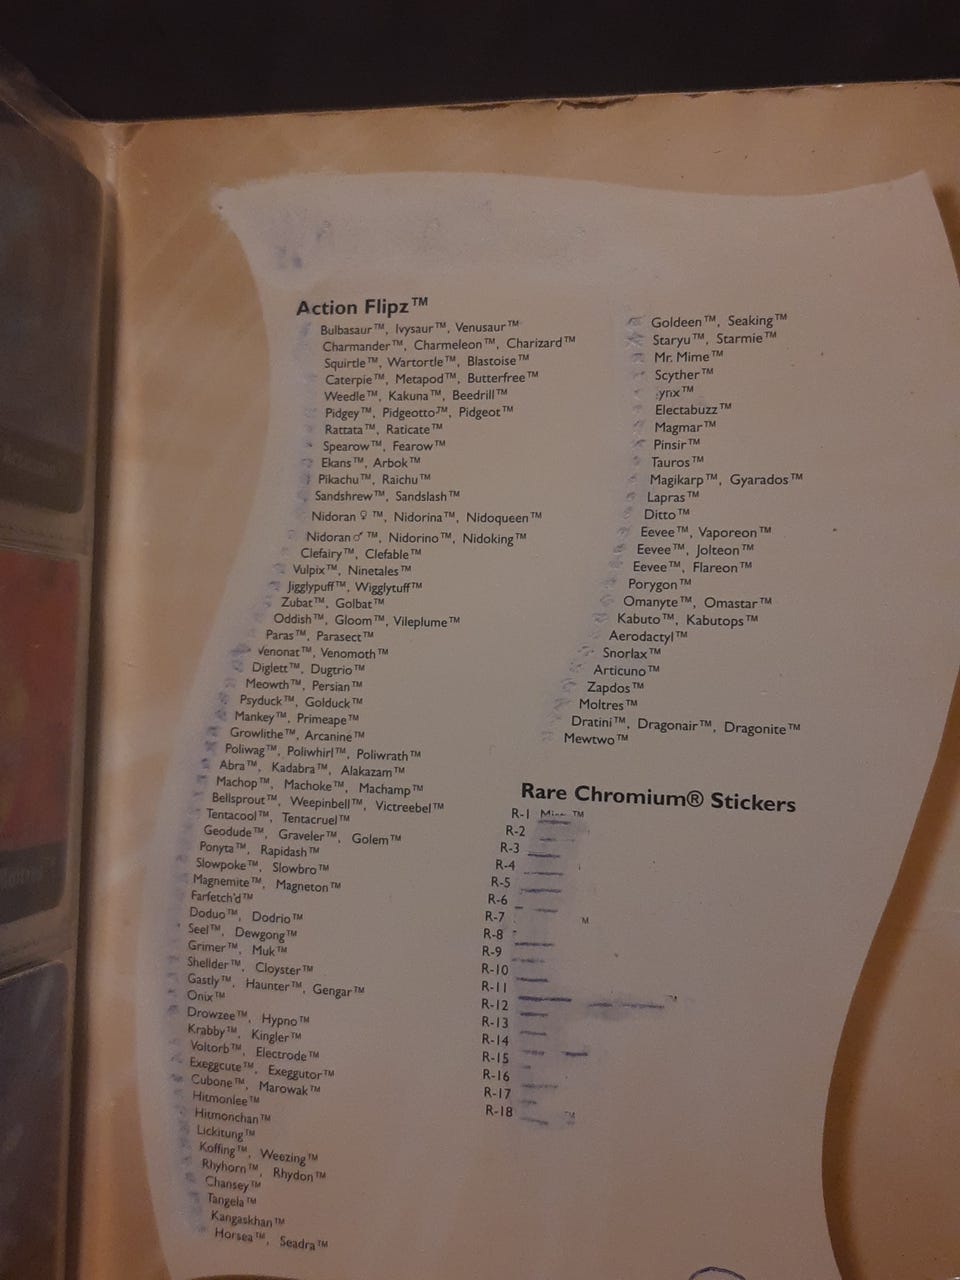 Action Flipz™
Bulbasaur™, Ivysaur™, Venusaur™
Charmander™, Charmeleon™, Charizard™
Squirtle™, Wartortle™, Blastoise™
Caterpie™, Metapod™, Butterfree™
Weedle™, Kakuna™, Beedrill™
Pidgey™, Pidgeotto™, Pidgeot™
Rattata™, Raticate™
Spearow™, Fearow™
Ekans™, Arbok™
Pikachu™, Raichu™
Sandshrew™, Sandslash™
Nidoran♀™, Nidorina™, Nidoqueen™
Nidoran♂™, Nidorino™, Nidoking™
Clefairy™, Clefable™
Vulpix™, Ninetales™
Jigglypuff™, Wigglytuff™
Zubat™, Golbat™
Oddish™, Gloom™, Vileplume™
Paras™, Parasect™
Venonat™, Venomoth™
Diglett™, Dugtrio™
Meowth™, Persian™
Psyduck™, Golduck™
Mankey™, Primeape™
Growlithe™, Arcanine™
Poliwag™, Poliwhirl™, Poliwrath™
Abra™, Kadabra™, Alakazam™
Machop™, Machoke™, Machamp™
Bellsprout™, Weepinbell™, Victreebel™
Tentacool™, Tentacruel™
Geodude™, Graveler™, Golem™
Ponyta™, Rapidash™
Slowpoke™, Slowbro™
Magnemite™, Magneton™
Farfetch'd™
Doduo™, Dodrio™
Seel™, Dewgong™
Grimer™, Muk™
Shellder™, Cloyster™
Gastly™, Haunter™, Gengar™
Onix™
Drowzee™, Hypno™
Krabby™, Kingler™
Voltorb™, Electrode™
Exeggcute™, Exeggutor™
Cubone™, Marowak™
Hitmonlee™
Hitmonchan™
Lickitung™
Koffing™, Weezing™
Rhyhorn™, Rhydon™
Chansey™
Tangela™
Kangaskhan™
Horsea™, Seadra™
Goldeen™, Seaking™
Staryu™, Starmie™
Mr. Mime™
Scyther™
ynx™
Electabuzz™
Magmar™
Pinsir™
Tauros™
Magikarp™, Gyarados™
Lapras™
Ditto™
Eevee™, Vaporeon™
Eevee™, Jolteon™
Eevee™, Flareon™
Porygon™
Omanyte™, Omastar™
Kabuto™, Kabutops™
Aerodactyl™
Snorlax™
Articuno™
Zapdos™
Moltres™
Dratini™, Dragonair™, Dragonite™
Mewtwo™
Rare Chromium® Stickers
R-1 ™
R-2
R-3
R-4
R-5
R-6
R-7
R-8
R-9
R-10
R-11
R-12
R-13
R-14
R-15
R-16
R-17
R-18